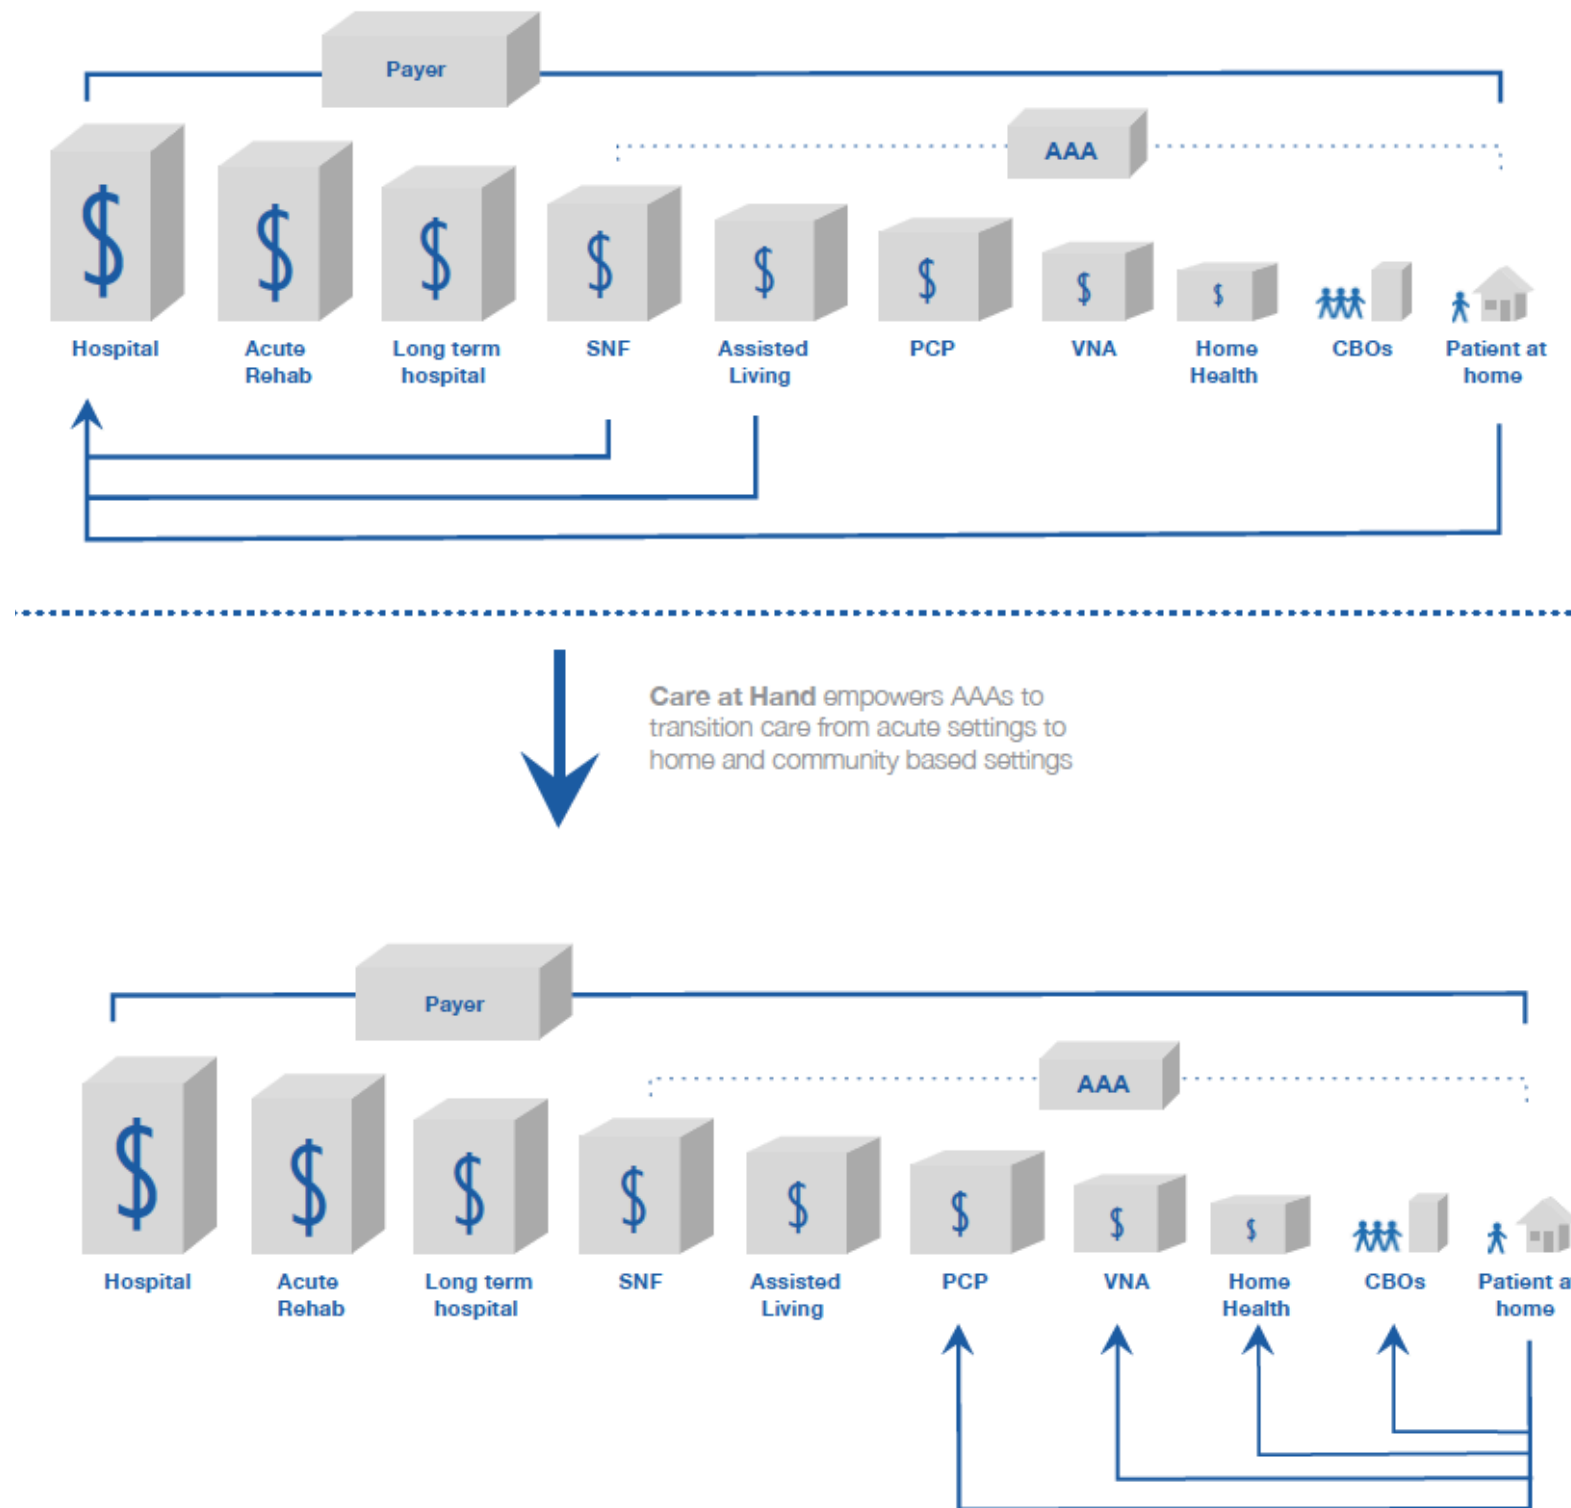 Payer
AAA
$ $ $ $ $ $ $ $
Hospital Acute Long term SNF Assisted PCP VNA Home CBOs Patient at
Rehab hospital Living Health home
Care at Hand empowers AAAs to
transition care from acute settings to
home and community based settings
Payer
AAA
$ $ $ $ $ $ $ $
Hospital Acute Long term SNF Assisted PCP VNA Home CBOs Patient a
Rehab hospital Living Health home